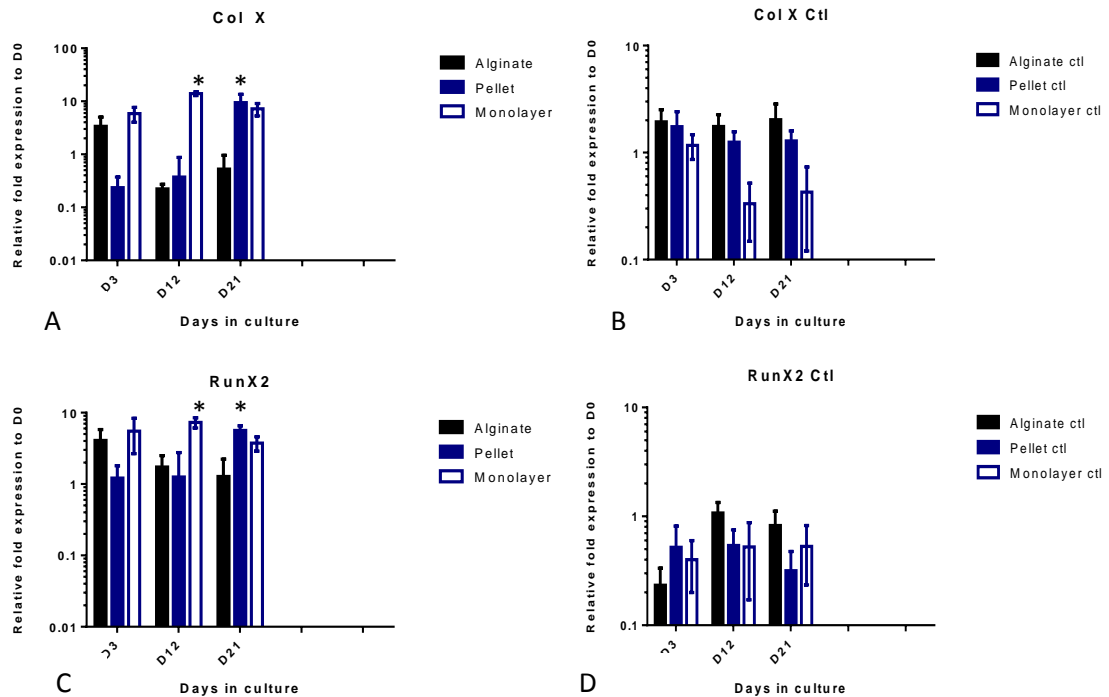 Col X
Relative fold expression to D0
100
10
1
0.1
0.01
*
*
D3
D12
D21
Days in culture
Alginate
Pellet
Monolayer
A
Col X Ctl
Relative fold expression to D0
10
1
0.1
D3
D12
D21
Days in culture
Alginate ctl
Pellet ctl
Monolayer ctl
B
RunX2
Relative fold expression to D0
10
1
0.1
0.01
*
*
D3
D12
D21
Days in culture
Alginate
Pellet
Monolayer
C
RunX2 Ctl
Relative fold expression to D0
10
1
0.1
D3
D12
D21
Days in culture
Alginate ctl
Pellet ctl
Monolayer ctl
D